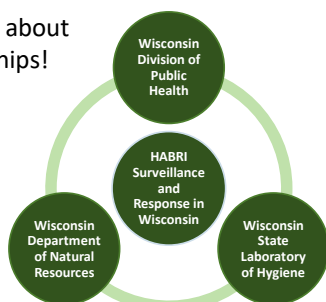 about
Wisconsin
Division of
Public
Health
HABRI
Surveillance
and
Response in
Wisconsin
Wisconsin
Department
of Natural
Resources
Wisconsin
State
Laboratory
of Hygiene